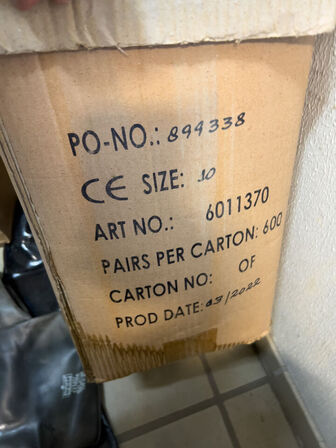 PO-NO.: 899338
CE SIZE: 10
ART NO.: 6011370
PAIRS PER CARTON: 600
CARTON NO: OF
PROD DATE: 03/2022